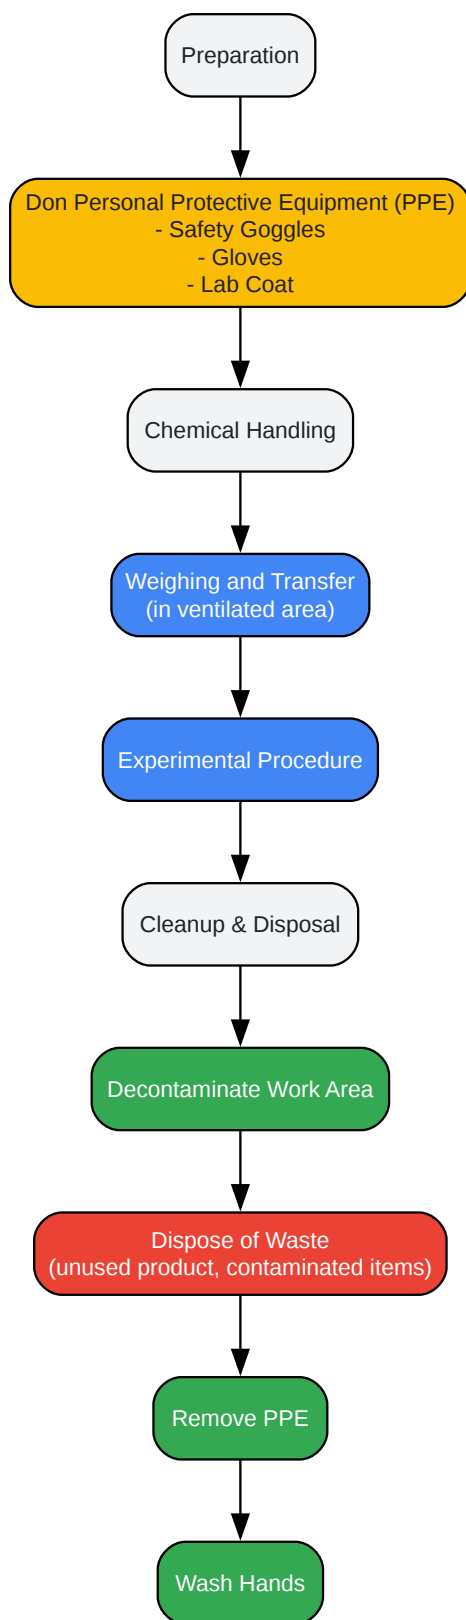 Preparation
Don Personal Protective Equipment (PPE)
- Safety Goggles
- Gloves
- Lab Coat
Chemical Handling
Weighing and Transfer
(in ventilated area)
Experimental Procedure
Cleanup & Disposal
Decontaminate Work Area
Dispose of Waste
(unused product, contaminated items)
Remove PPE
Wash Hands